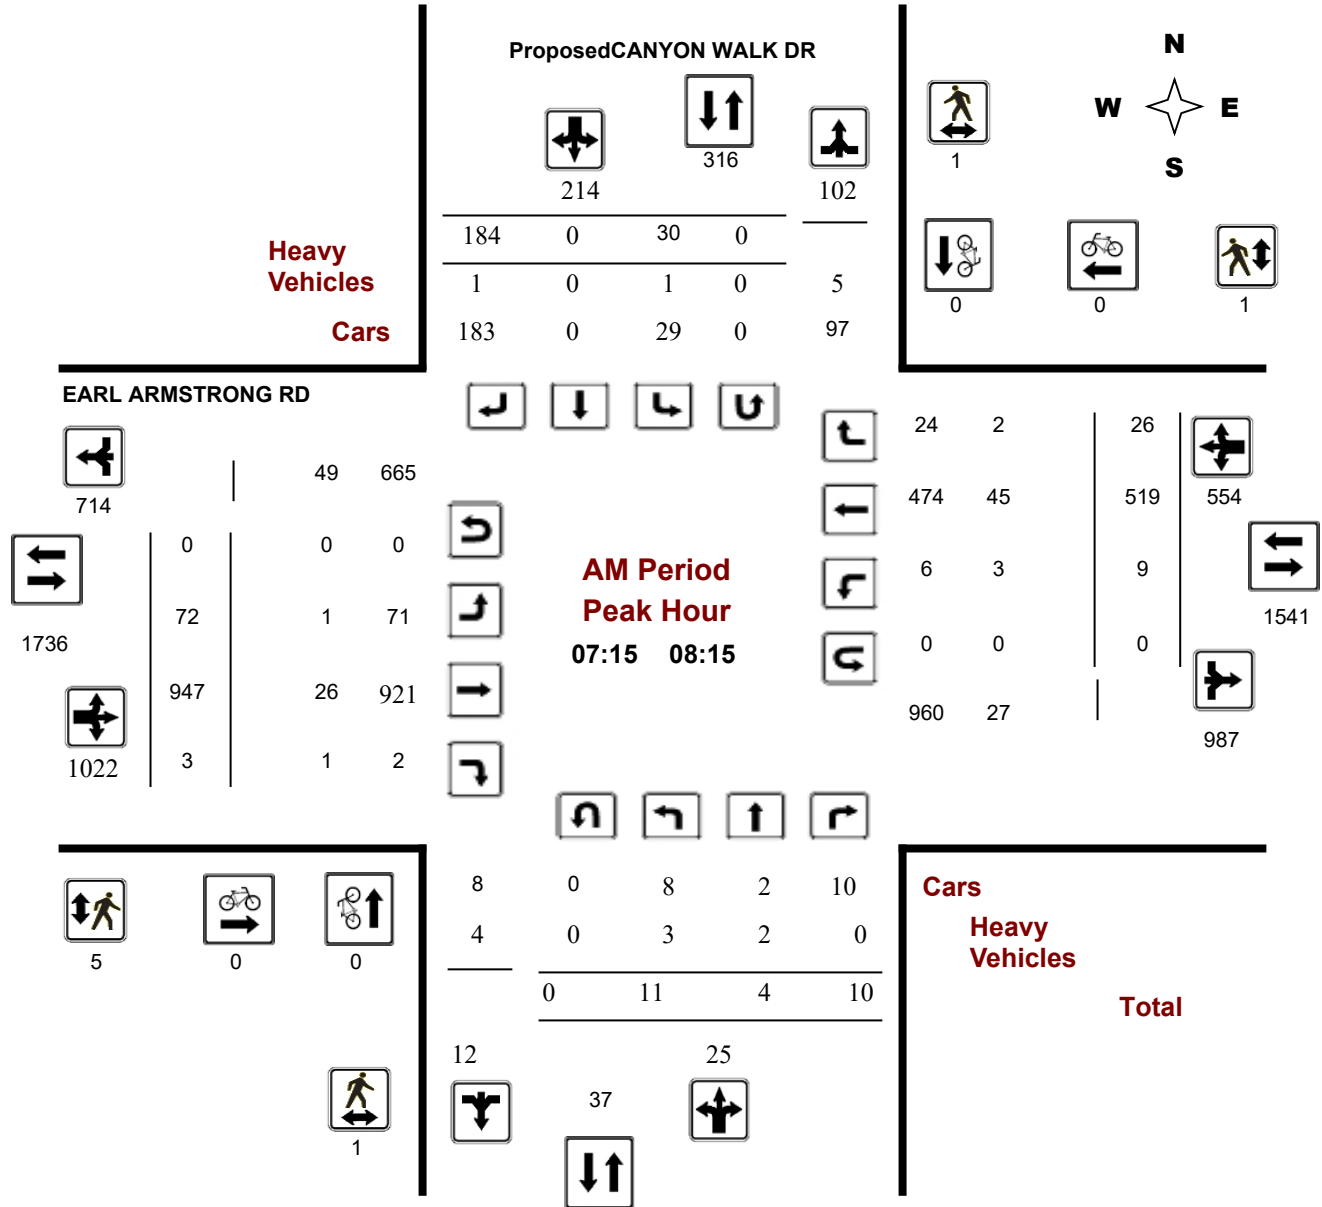 ProposedCANYON WALK DR
N
W E
S
316
1
214
102
184 0 30 0
Heavy
Vehicles
1 0 1 0 5
0 0 1
Cars
183 0 29 0 97
EARL ARMSTRONG RD
24 2 26
49 665
714
474 45 519 554
0 0 0
AM Period
6 3 9
Peak Hour
72 1 71
1541
1736
07:15 08:15
0 0 0
947 26 921
960 27
987
1022 3 1 2
8 0 8 2 10
Cars
4 0 3 2 0
Heavy
Vehicles
5 0 0
0 11 4 10
Total
12 25
37
1